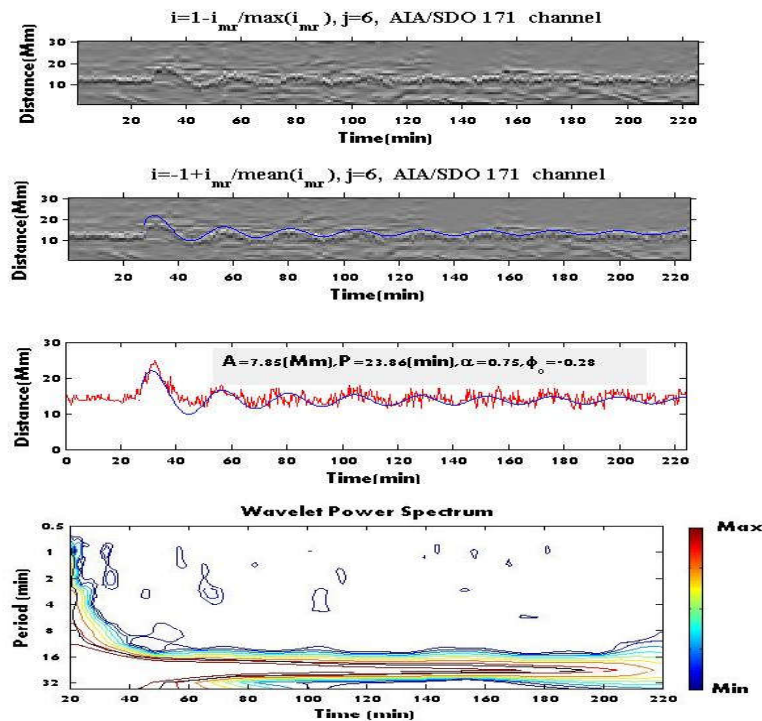 i=1-i_mr/max(i_mr), j=6, AIA/SDO 171 channel
Distance(Mm)
30
20
10
20 40 60 80 100 120 140 160 180 200 220
Time(min)
i=-1+i_mr/mean(i_mr), j=6, AIA/SDO 171 channel
Distance(Mm)
30
20
10
20 40 60 80 100 120 140 160 180 200 220
Time(min)
A=7.85(Mm),P=23.86(min),α=0.75,ϕ_o=-0.28
Distance(Mm)
30
20
10
0
0 20 40 60 80 100 120 140 160 180 200 220
Time(min)
Wavelet Power Spectrum
Period (min)
0.5
1
2
4
8
16
32
20 40 60 80 100 120 140 160 180 200 220
Time (min)
Max
Min